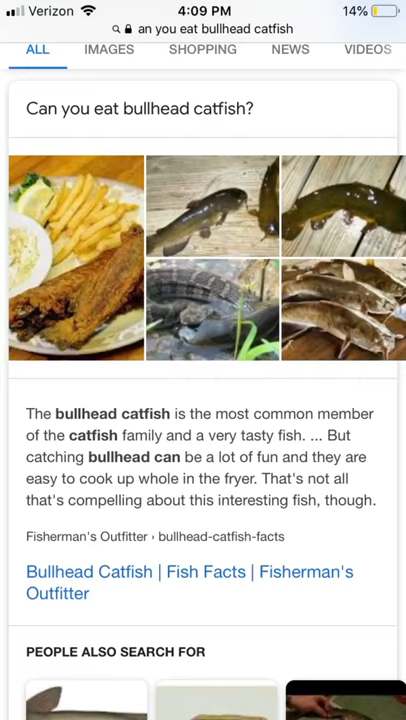 Verizon 4:09 PM 14%
an you eat bullhead catfish
ALL IMAGES SHOPPING NEWS VIDEOS
Can you eat bullhead catfish?
The bullhead catfish is the most common member
of the catfish family and a very tasty fish. ... But
catching bullhead can be a lot of fun and they are
easy to cook up whole in the fryer. That's not all
that's compelling about this interesting fish, though.
Fisherman's Outfitter › bullhead-catfish-facts
Bullhead Catfish | Fish Facts | Fisherman's
Outfitter
PEOPLE ALSO SEARCH FOR